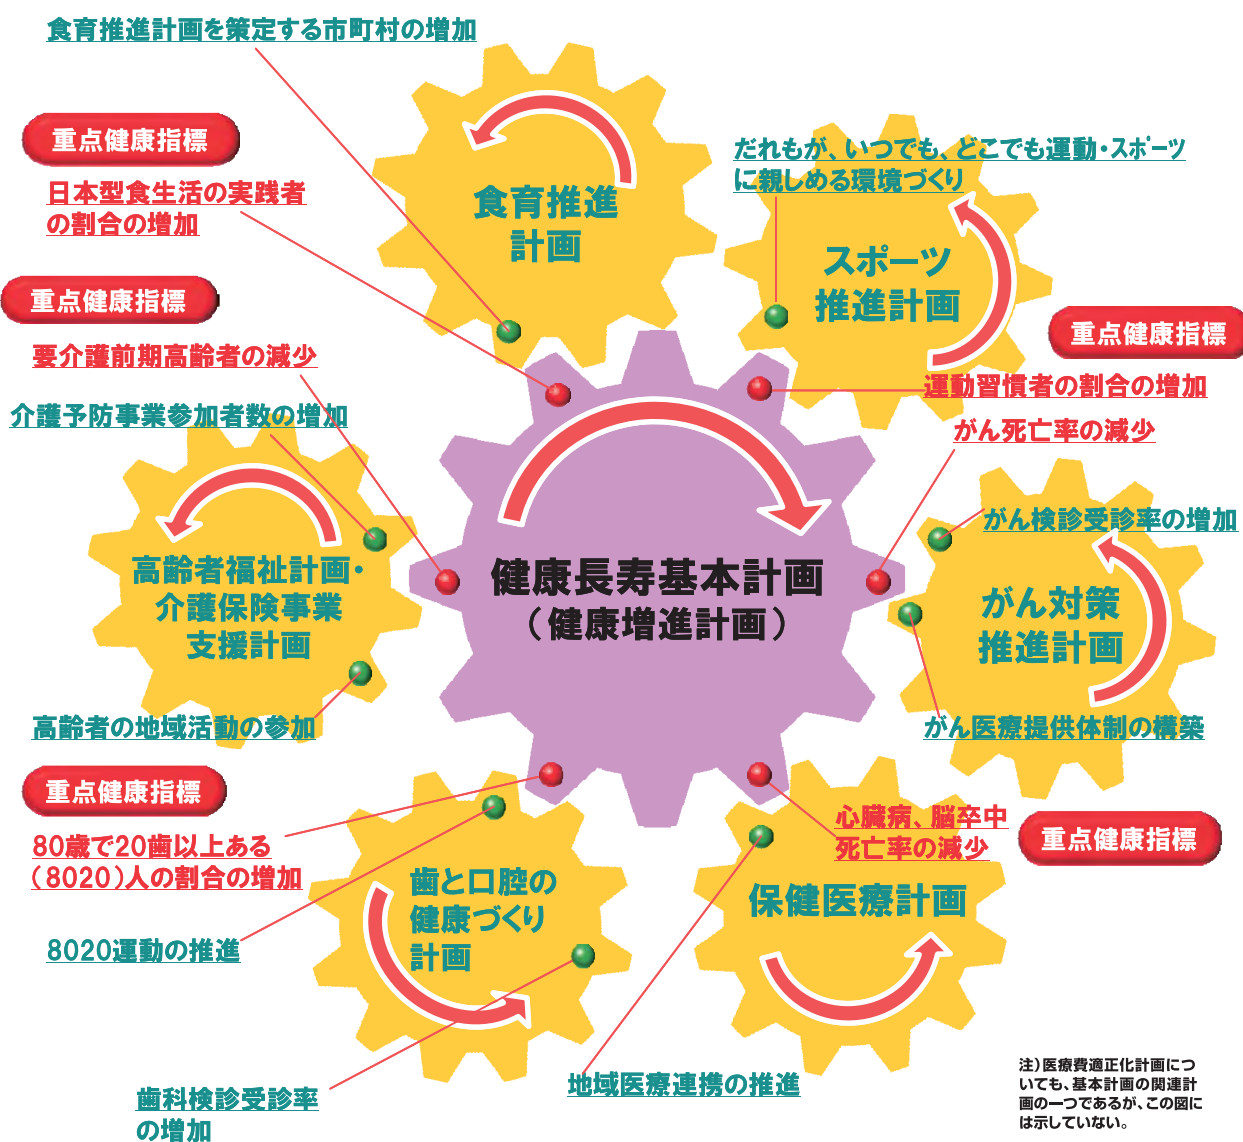 食育推進計画を策定する市町村の増加
重点健康指標
日本型食生活の実践者
の割合の増加
食育推進
計画
だれもが、いつでも、どこでも運動・スポーツ
に親しめる環境づくり
スポーツ
推進計画
重点健康指標
要介護前期高齢者の減少
介護予防事業参加者数の増加
重点健康指標
運動習慣者の割合の増加
がん死亡率の減少
がん検診受診率の増加
高齢者福祉計画・
介護保険事業
支援計画
健康長寿基本計画
（健康増進計画）
がん対策
推進計画
高齢者の地域活動の参加
がん医療提供体制の構築
重点健康指標
80歳で20歯以上ある
（8020）人の割合の増加
心臓病、脳卒中
死亡率の減少
重点健康指標
歯と口腔の
健康づくり
計画
保健医療計画
8020運動の推進
歯科検診受診率
の増加
地域医療連携の推進
注）医療費適正化計画につ
いても、基本計画の関連計
画の一つであるが、この図に
は示していない。